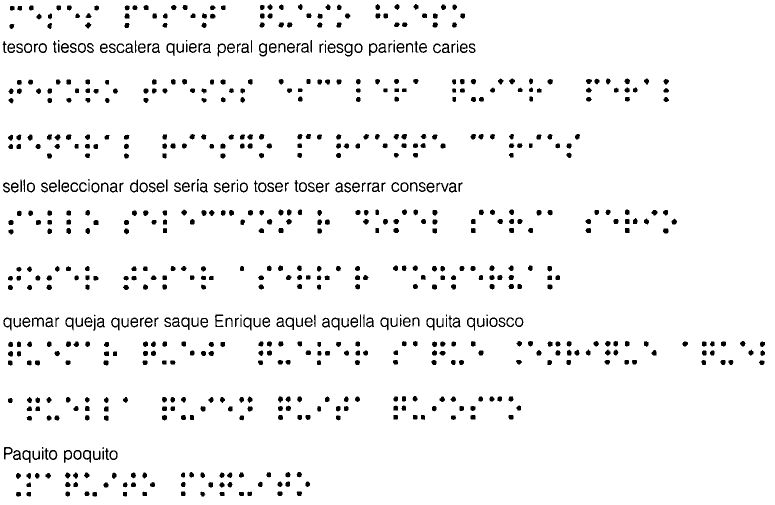 ⠏⠑⠎⠑⠞⠁ ⠟⠥⠑⠎⠕ ⠓⠥⠑⠎⠕
tesoro tiesos escalera quiera peral general riesgo pariente caries
⠞⠑⠎⠕⠗⠕ ⠞⠊⠑⠎⠕⠎ ⠑⠎⠉⠁⠇⠑⠗⠁ ⠟⠥⠊⠑⠗⠁ ⠏⠑⠗⠁⠇
⠛⠑⠝⠑⠗⠁⠇ ⠗⠊⠑⠎⠛⠕ ⠏⠁⠗⠊⠑⠝⠞⠑ ⠉⠁⠗⠊⠑⠎
sello seleccionar dosel sería serio toser toser aserrar conservar
⠎⠑⠇⠇⠕ ⠎⠑⠇⠑⠉⠉⠊⠕⠝⠁⠗ ⠙⠕⠎⠑⠇ ⠎⠑⠗⠌⠁ ⠎⠑⠗⠊⠕
⠞⠕⠎⠑⠗ ⠞⠕⠎⠑⠗ ⠁⠎⠑⠗⠗⠁⠗ ⠉⠕⠝⠎⠑⠗⠧⠁⠗
quemar queja querer saque Enrique aquel aquella quien quita quiosco
⠟⠥⠑⠍⠁⠗ ⠟⠥⠑⠚⠁ ⠟⠥⠑⠗⠑⠗ ⠎⠁⠟⠥⠑ ⠨⠑⠝⠗⠊⠟⠥⠑ ⠁⠟⠥⠑⠇
⠁⠟⠥⠑⠇⠇⠁ ⠟⠥⠊⠑⠝ ⠟⠥⠊⠞⠁ ⠟⠥⠊⠕⠎⠉⠕
Paquito poquito
⠨⠏⠁⠟⠥⠊⠞⠕ ⠏⠕⠟⠥⠊⠞⠕